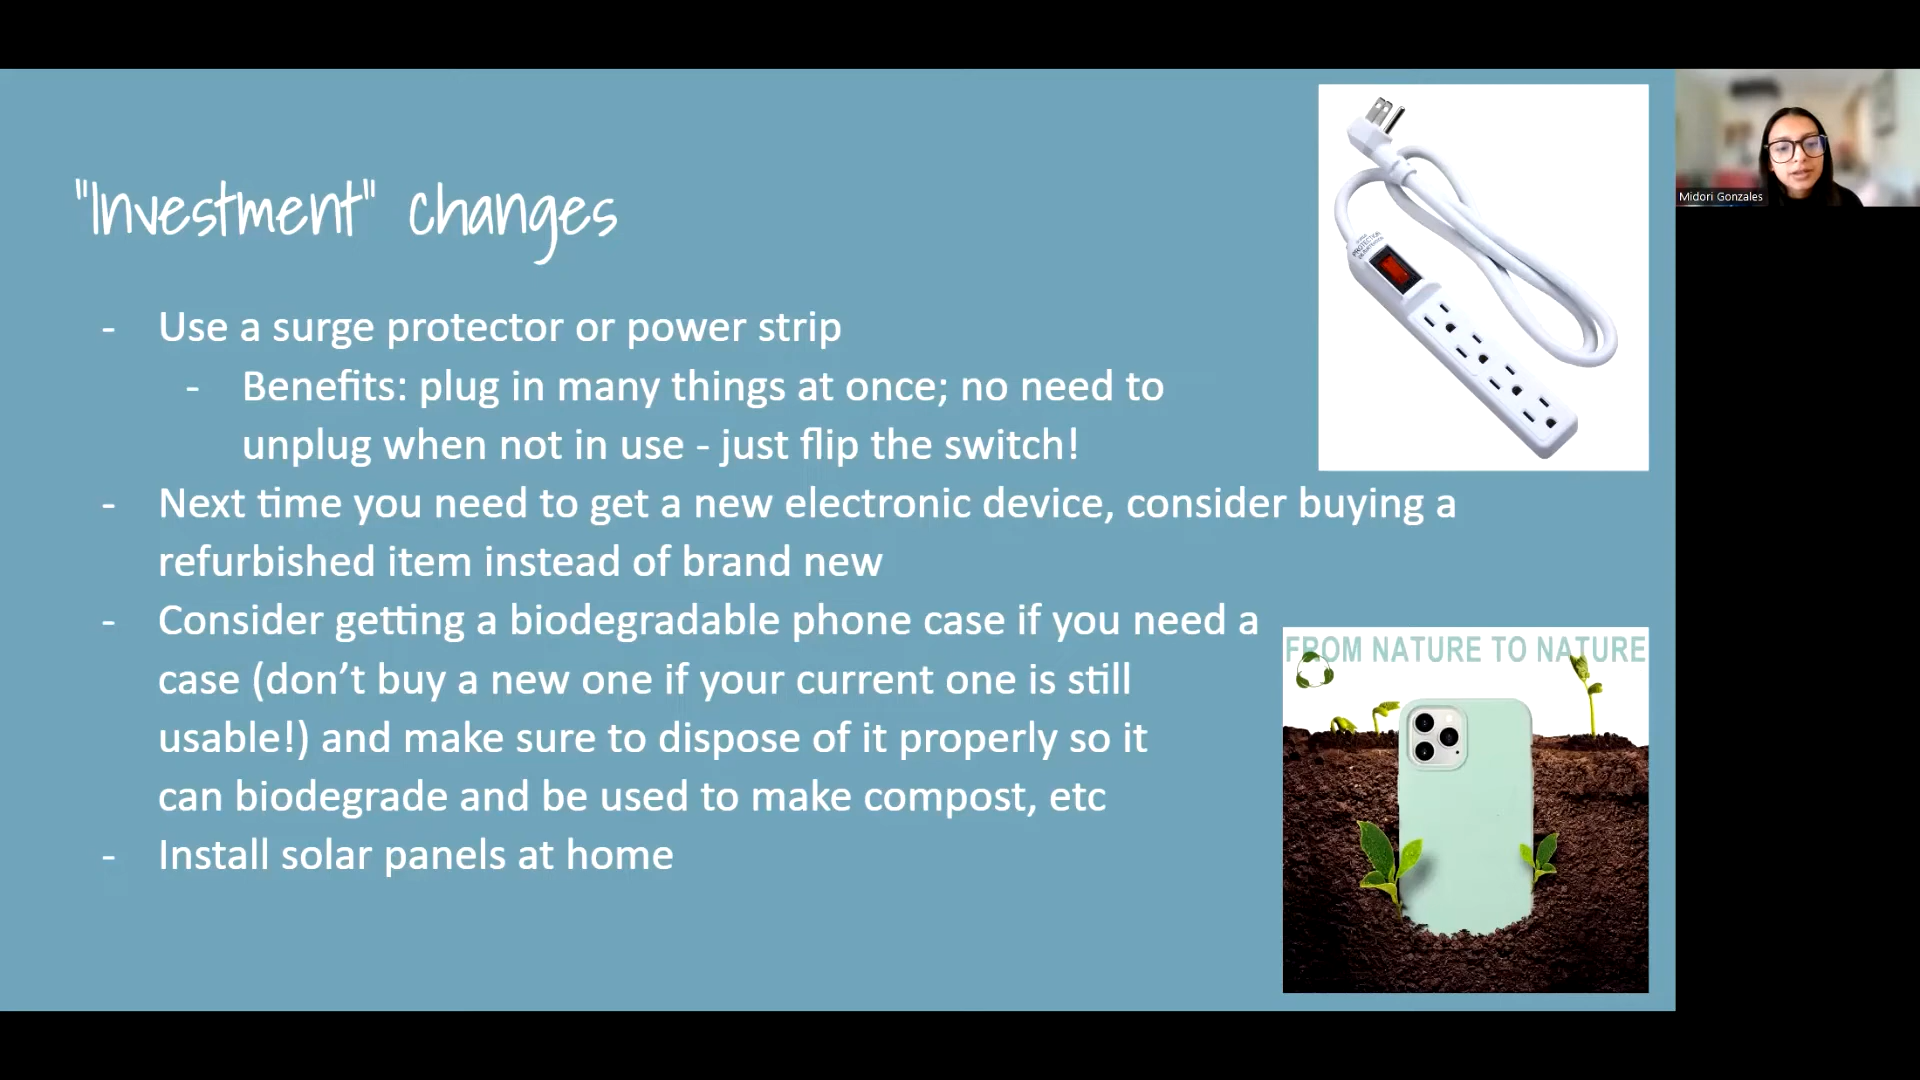 "Investment" changes
- Use a surge protector or power strip
- Benefits: plug in many things at once; no need to
unplug when not in use - just flip the switch!
- Next time you need to get a new electronic device, consider buying a
refurbished item instead of brand new
- Consider getting a biodegradable phone case if you need a
case (don't buy a new one if your current one is still
usable!) and make sure to dispose of it properly so it
can biodegrade and be used to make compost, etc
- Install solar panels at home
PROTECTION
FROM NATURE TO NATURE
Midori Gonzales